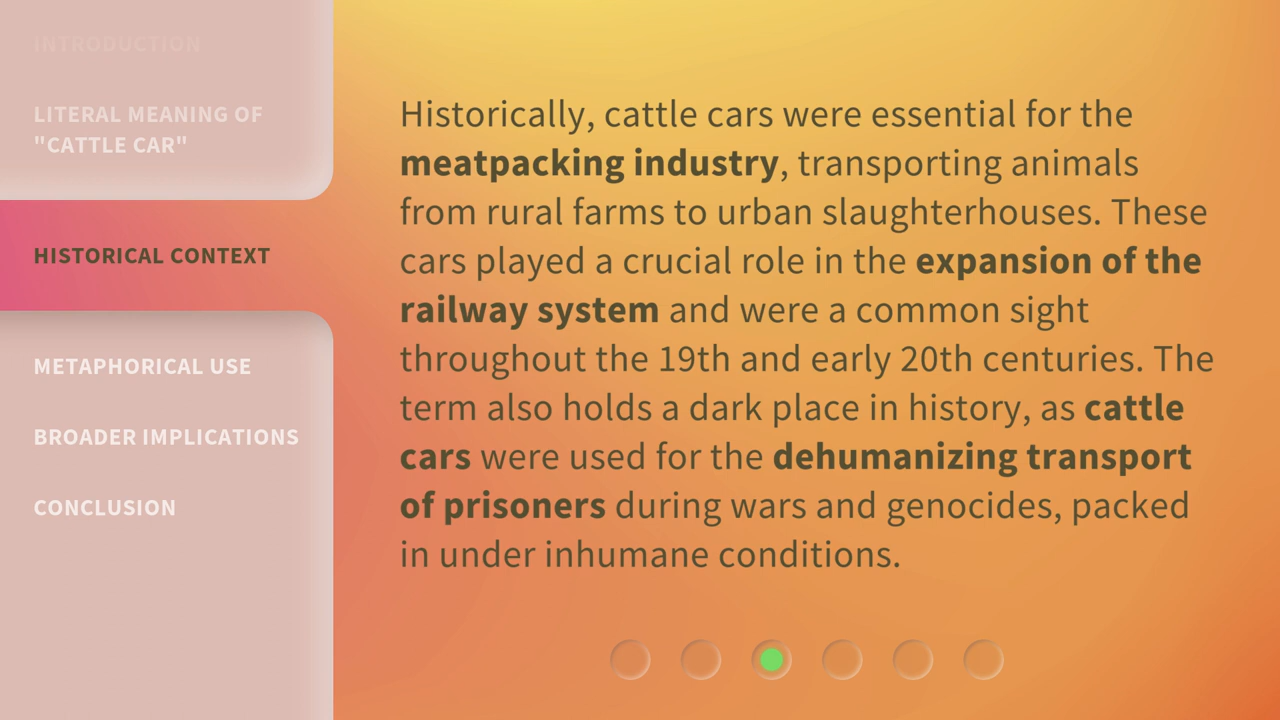 INTRODUCTION
LITERAL MEANING OF
"CATTLE CAR"
HISTORICAL CONTEXT
METAPHORICAL USE
BROADER IMPLICATIONS
CONCLUSION
Historically, cattle cars were essential for the
meatpacking industry, transporting animals
from rural farms to urban slaughterhouses. These
cars played a crucial role in the expansion of the
railway system and were a common sight
throughout the 19th and early 20th centuries. The
term also holds a dark place in history, as cattle
cars were used for the dehumanizing transport
of prisoners during wars and genocides, packed
in under inhumane conditions.